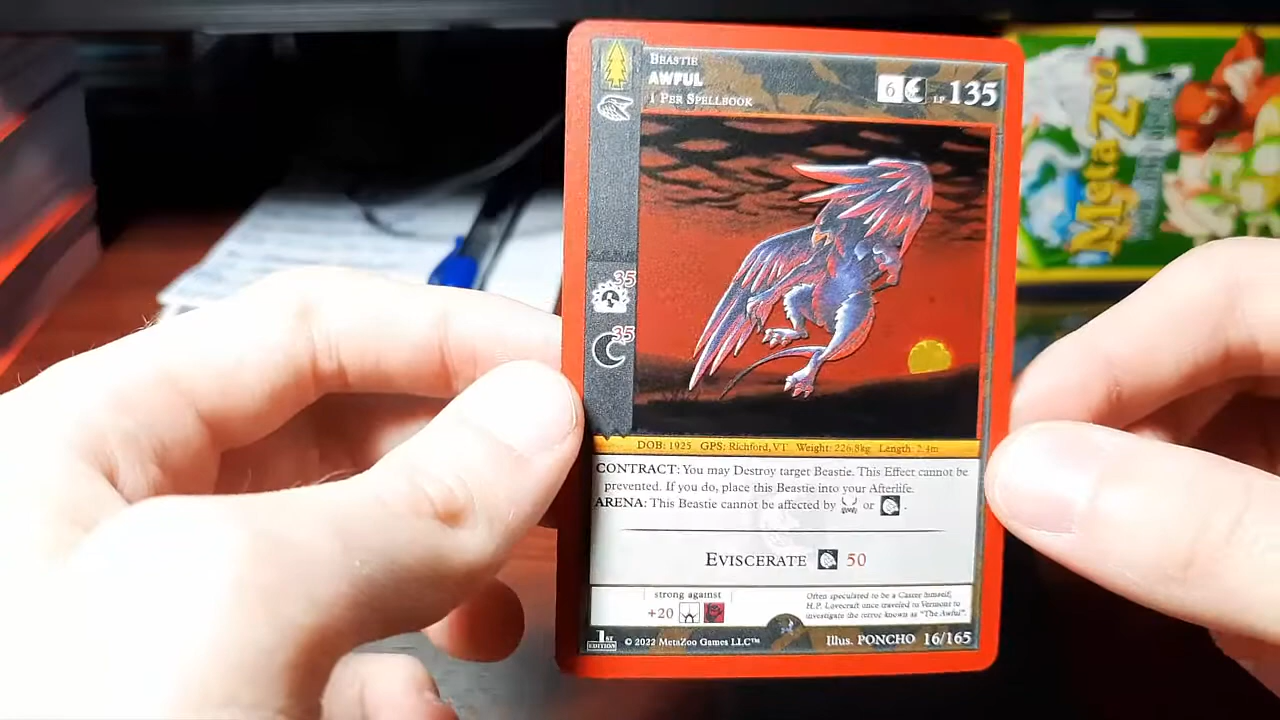 BEASTIE
AWFUL
1 PER SPELLBOOK
6
LP 135
35
35
DOB: 1925 GPS: Richford, VT Weight: 226.8kg Length: 2.4m
CONTRACT: You may Destroy target Beastie. This Effect cannot be
prevented. If you do, place this Beastie into your Afterlife.
ARENA: This Beastie cannot be affected by or .
EVISCERATE 50
strong against
+20
Often speculated to be a Caster himself,
H.P. Lovecraft once traveled to Vermont to
investigate the terror known as "The Awful".
1ST
EDITION
© 2022 MetaZoo Games LLC™
Illus. PONCHO 16/165
MetaZoo